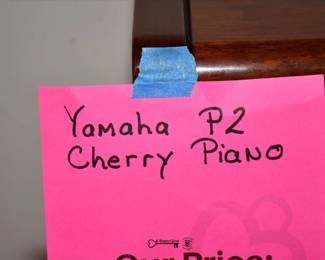 Yamaha P2
Cherry Piano
Our Price: